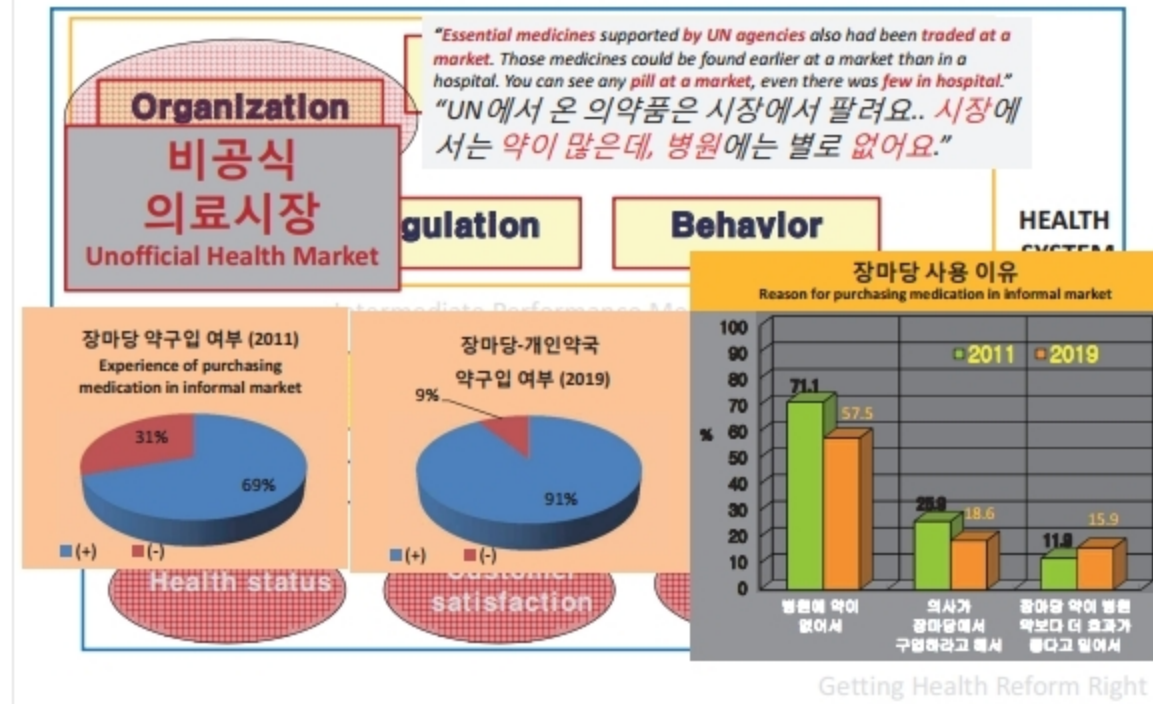 "Essential medicines supported by UN agencies also had been traded at a
market. Those medicines could be found earlier at a market than in a
hospital. You can see any pill at a market, even there was few in hospital."
"UN에서 온 의약품은 시장에서 팔려요.. 시장에
서는 약이 많은데, 병원에는 별로 없어요."
Organization
비공식
의료시장
Unofficial Health Market
gulation
Behavior
HEALTH
SYSTEM
Intermediate Performance
장마당 약구입 여부 (2011)
Experience of purchasing
medication in informal market
31%
69%
(+) (-)
장마당-개인약국
약구입 여부 (2019)
9%
91%
(+) (-)
장마당 사용 이유
Reason for purchasing medication in informal market
2011 2019
%
100
90
80
70
60
50
40
30
20
10
0
71.1
57.5
18.6
15.9
병원에 약이
없어서
의사가
장마당에서
구입하라고 해서
장마당 약이 병원
약보다 더 효과가
좋다고 믿어서
Health status
Customer
satisfaction
Getting Health Reform Right